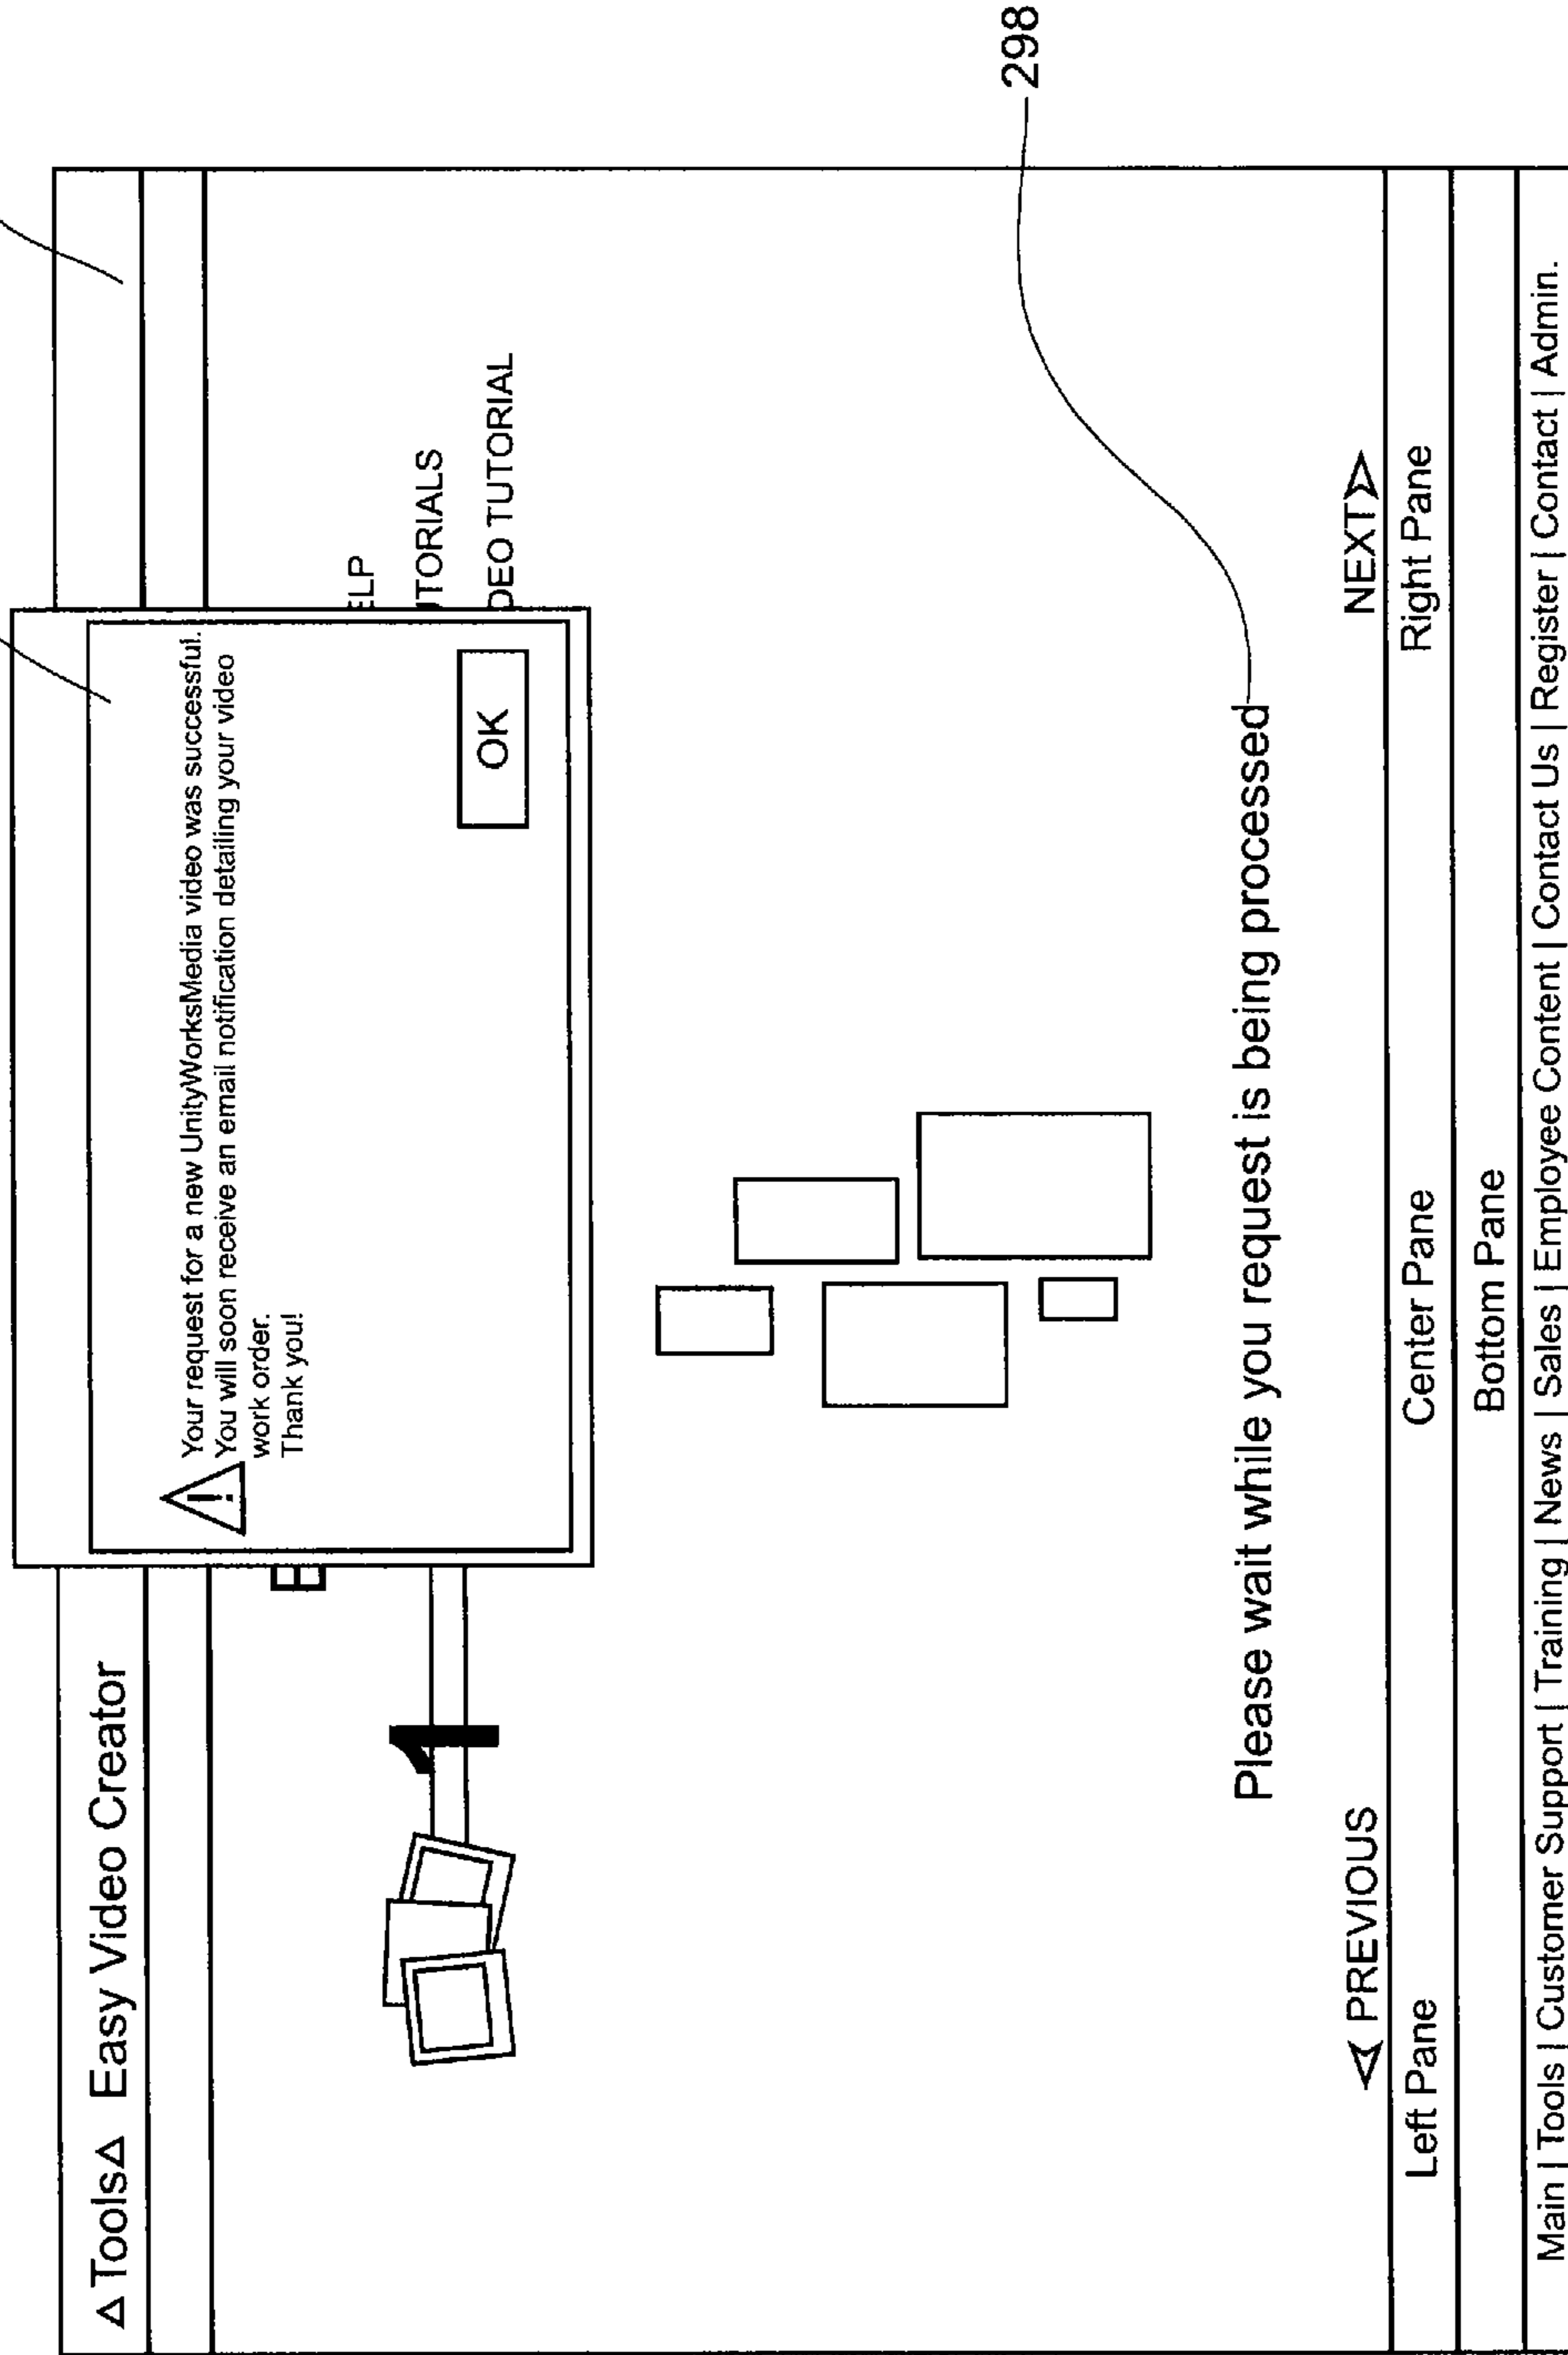 Tools Easy Video Creator
Your request for a new UnityWorksMedia video was successful.
You will soon receive an email notification detailing your video
work order.
Thank you!
OK
1
ELP
TORIALS
DEO TUTORIAL
Please wait while you request is being processed
298
PREVIOUS
NEXT
Left Pane
Center Pane
Right Pane
Bottom Pane
Main | Tools | Customer Support | Training | News | Sales | Employee Content | Contact Us | Register | Contact | Admin.